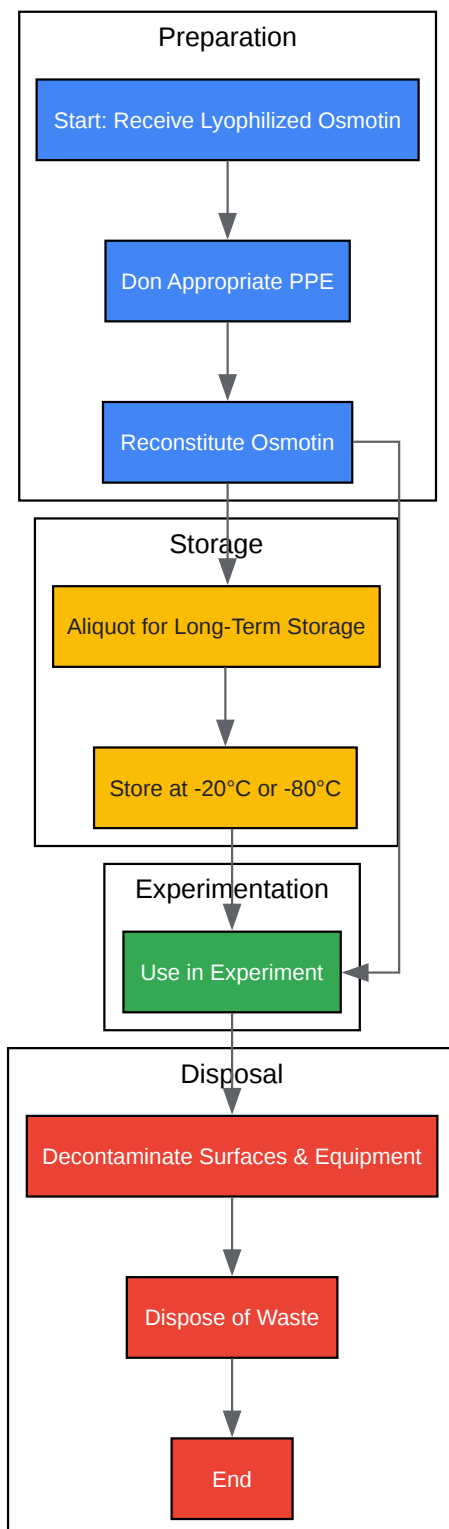 Preparation
Start: Receive Lyophilized Osmotin
Don Appropriate PPE
Reconstitute Osmotin
Storage
Aliquot for Long-Term Storage
Store at -20°C or -80°C
Experimentation
Use in Experiment
Disposal
Decontaminate Surfaces & Equipment
Dispose of Waste
End